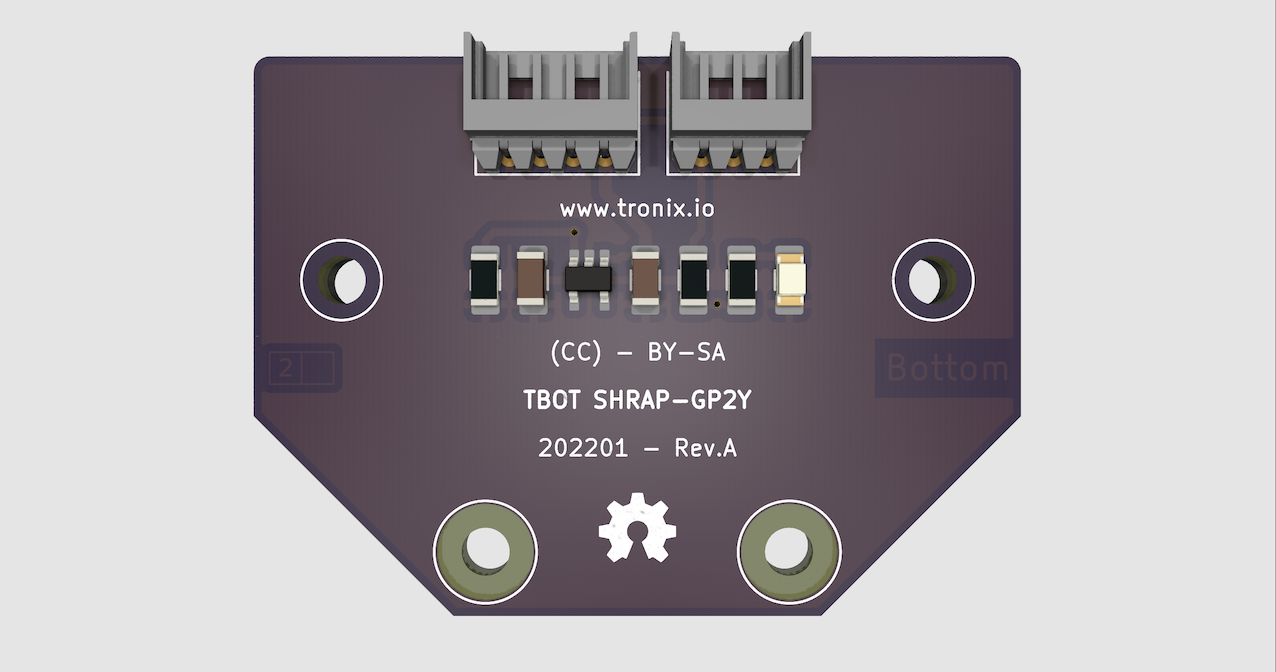 www.tronix.io
(CC) - BY-SA
2
Bottom
TBOT SHRAP-GP2Y
202201 - Rev.A